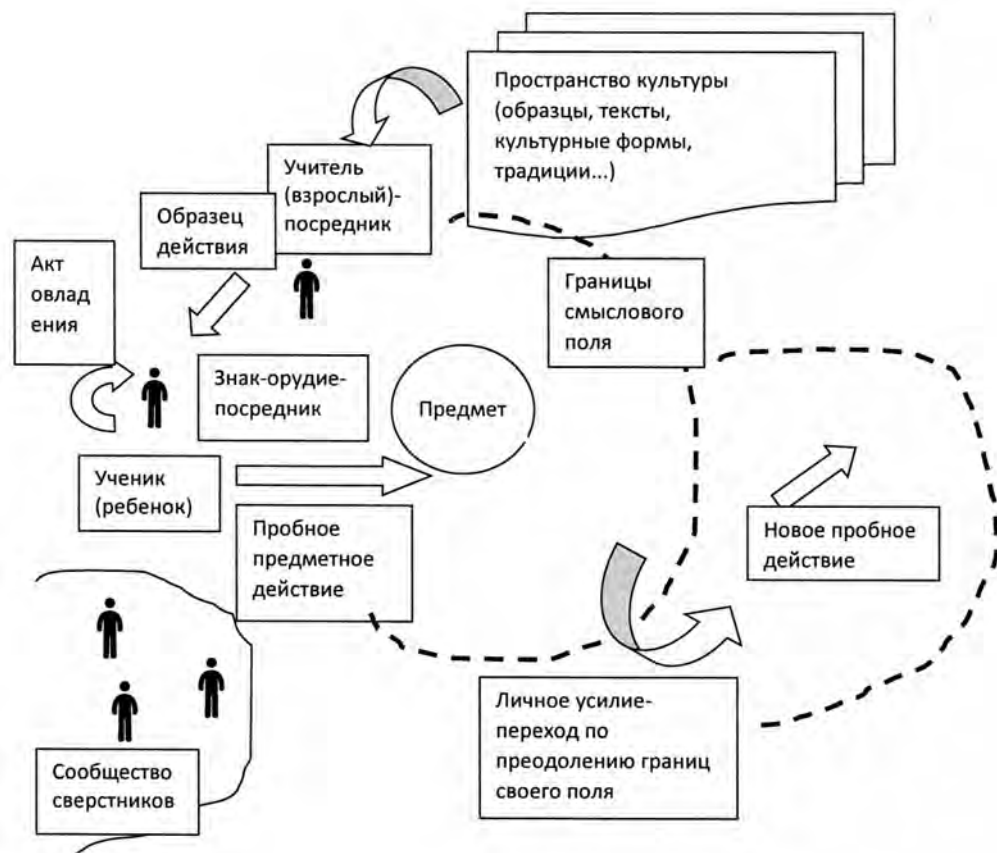 Пространство культуры
(образцы, тексты,
культурные формы,
традиции...)
Учитель
(взрослый)-
посредник
Образец
действия
Акт
овлад
ения
Границы
смыслового
поля
Знак-орудие-
посредник
Предмет
Ученик
(ребенок)
Пробное
предметное
действие
Новое пробное
действие
Личное усилие-
переход по
преодолению границ
своего поля
Сообщество
сверстников